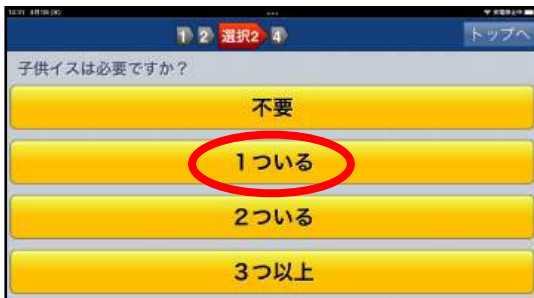 1 2 選択2 4
トップへ
子供イスは必要ですか？
不要
1ついる
2ついる
3つ以上